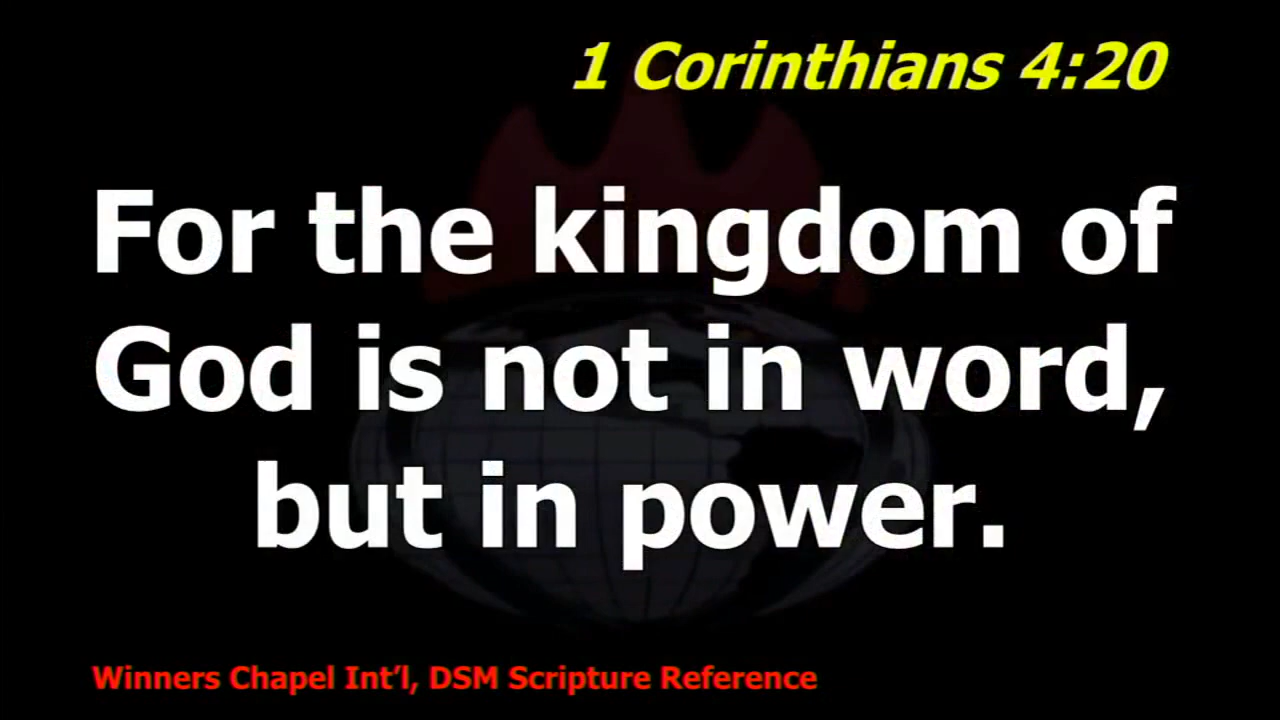 1 Corinthians 4:20
For the kingdom of
God is not in word,
but in power.
Winners Chapel Int’l, DSM Scripture Reference